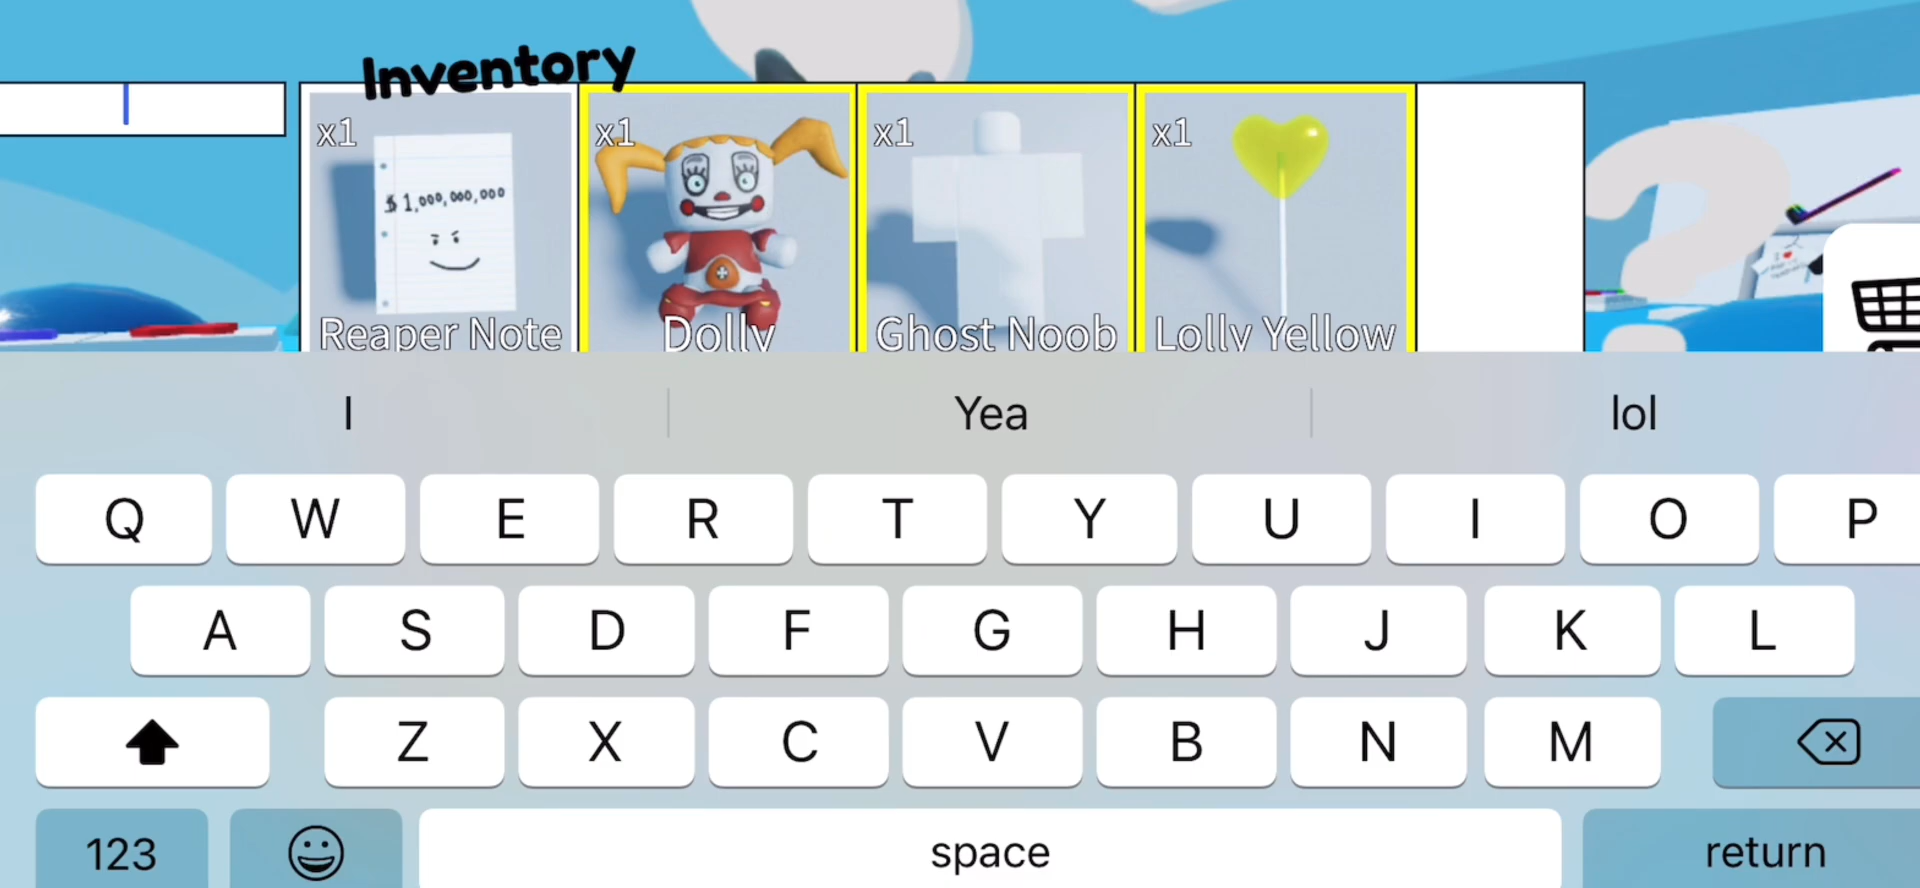 Inventory
x1 x1 x1 x1
$1,000,000,000
Reaper Note Dolly Ghost Noob Lolly Yellow
I Yea lol
Q W E R T Y U I O P
A S D F G H J K L
Z X C V B N M
123 space return